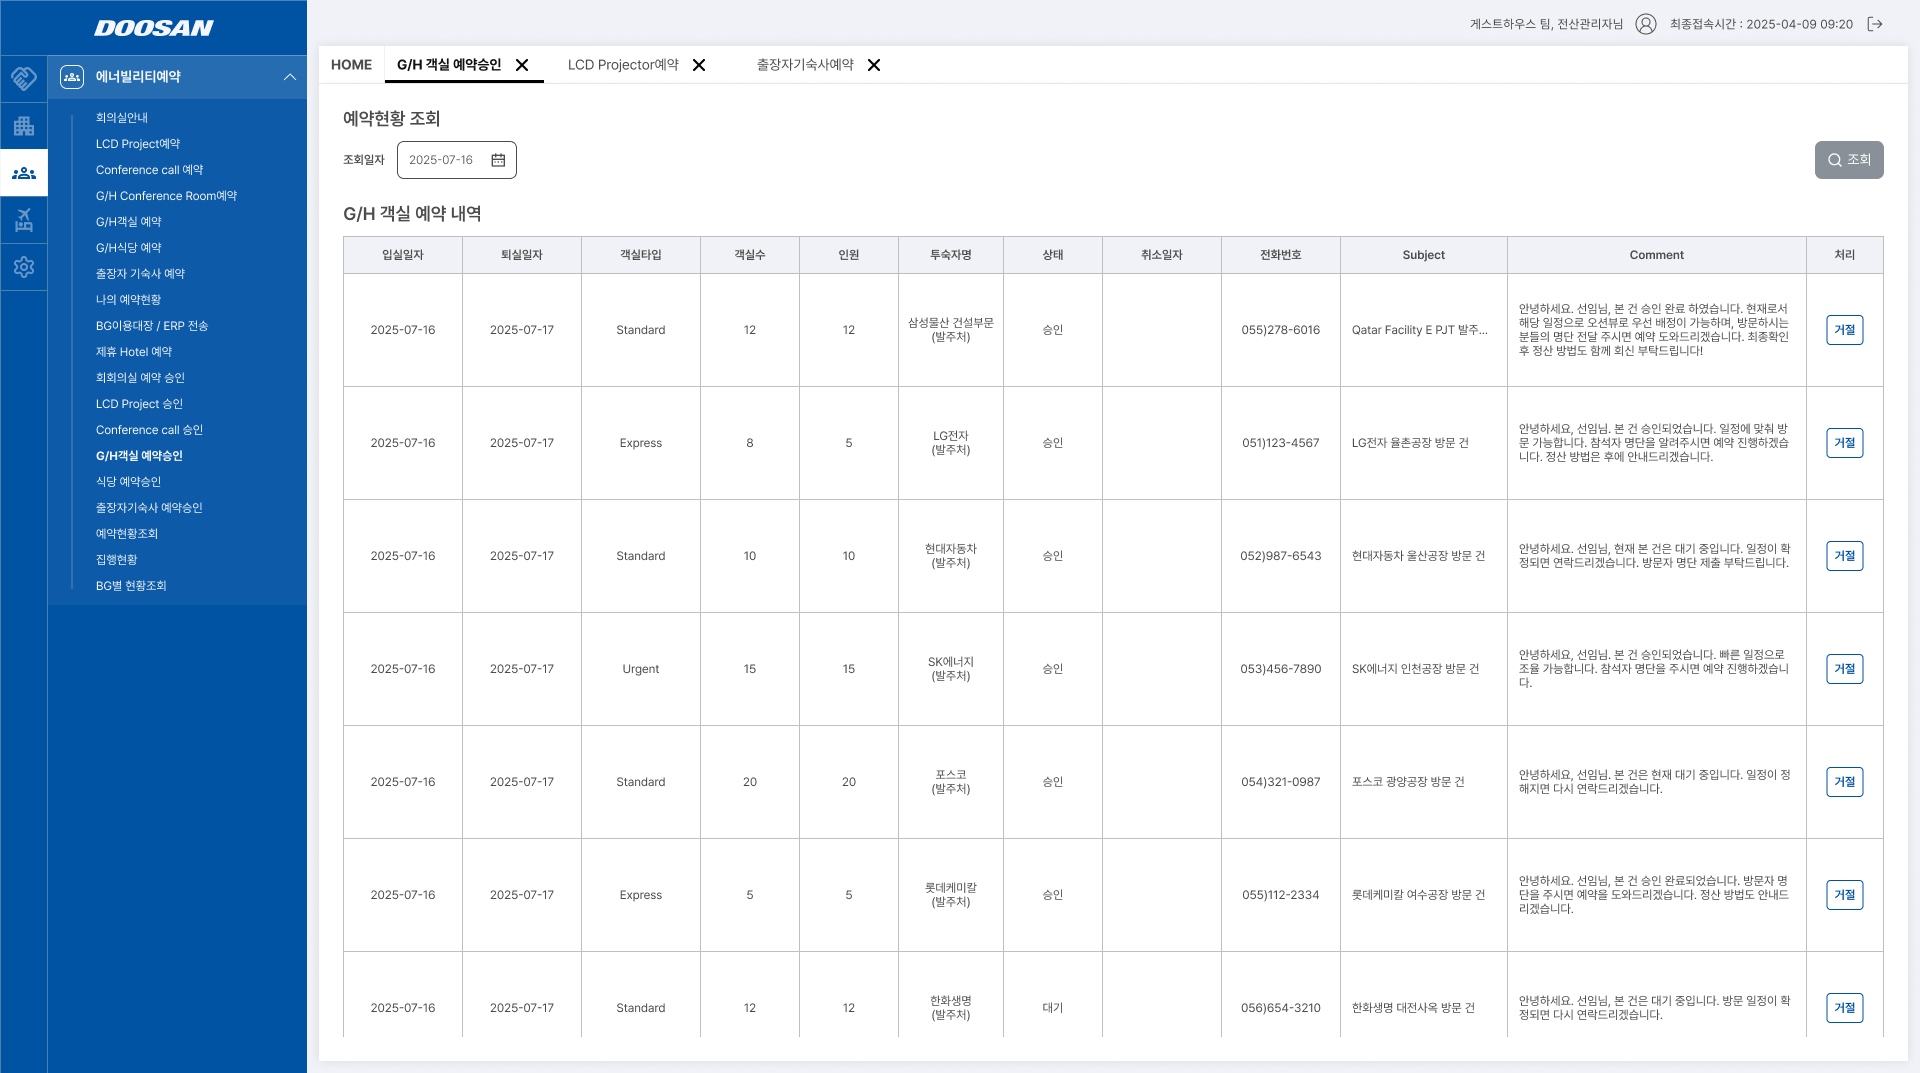 DOOSAN
게스트하우스 팀, 전산관리자님
최종접속시간 : 2025-04-09 09:20
에너빌리티예약
회의실안내
LCD Project예약
Conference call 예약
G/H Conference Room예약
G/H객실 예약
G/H식당 예약
출장자 기숙사 예약
나의 예약현황
BG이용대장 / ERP 전송
제휴 Hotel 예약
회회의실 예약 승인
LCD Project 승인
Conference call 승인
G/H객실 예약승인
식당 예약승인
출장자기숙사 예약승인
예약현황조회
집행현황
BG별 현황조회
HOME G/H 객실 예약승인 LCD Projector예약 출장자기숙사예약
예약현황 조회
조회일자 2025-07-16 조회
G/H 객실 예약 내역
입실일자 퇴실일자 객실타입 객실수 인원 투숙자명 상태 취소일자 전화번호 Subject Comment 처리
2025-07-16 2025-07-17 Standard 12 12
삼성물산 건설부문
(발주처)
승인 055)278-6016 Qatar Facility E PJT 발주...
안녕하세요. 선임님, 본 건 승인 완료 하였습니다. 현재로서
해당 일정으로 오션뷰로 우선 배정이 가능하며, 방문하시는
분들의 명단 전달 주시면 예약 도와드리겠습니다. 최종확인
후 정산 방법도 함께 회신 부탁드립니다!
거절
2025-07-16 2025-07-17 Express 8 5
LG전자
(발주처)
승인 051)123-4567 LG전자 율촌공장 방문 건
안녕하세요, 선임님. 본 건 승인되었습니다. 일정에 맞춰 방
문 가능합니다. 참석자 명단을 알려주시면 예약 진행하겠습
니다. 정산 방법은 후에 안내드리겠습니다.
거절
2025-07-16 2025-07-17 Standard 10 10
현대자동차
(발주처)
승인 052)987-6543 현대자동차 울산공장 방문 건
안녕하세요. 선임님, 현재 본 건은 대기 중입니다. 일정이 확
정되면 연락드리겠습니다. 방문자 명단 제출 부탁드립니다.
거절
2025-07-16 2025-07-17 Urgent 15 15
SK에너지
(발주처)
승인 053)456-7890 SK에너지 인천공장 방문 건
안녕하세요, 선임님. 본 건 승인되었습니다. 빠른 일정으로
조율 가능합니다. 참석자 명단을 주시면 예약 진행하겠습니
다.
거절
2025-07-16 2025-07-17 Standard 20 20
포스코
(발주처)
승인 054)321-0987 포스코 광양공장 방문 건
안녕하세요, 선임님. 본 건은 현재 대기 중입니다. 일정이 정
해지면 다시 연락드리겠습니다.
거절
2025-07-16 2025-07-17 Express 5 5
롯데케미칼
(발주처)
승인 055)112-2334 롯데케미칼 여수공장 방문 건
안녕하세요. 선임님, 본 건 승인 완료되었습니다. 방문자 명
단을 주시면 예약을 도와드리겠습니다. 정산 방법도 안내드
리겠습니다.
거절
2025-07-16 2025-07-17 Standard 12 12
한화생명
(발주처)
대기 056)654-3210 한화생명 대전사옥 방문 건
안녕하세요. 선임님, 본 건은 대기 중입니다. 방문 일정이 확
정되면 다시 연락드리겠습니다.
거절